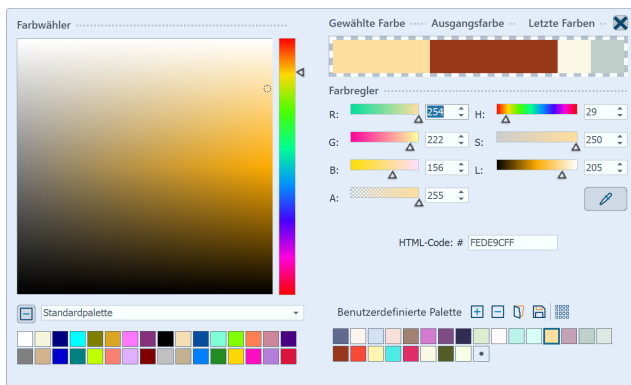 Farbwähler
Gewählte Farbe Ausgangsfarbe Letzte Farben
Farbregler
R: 254 H: 29
G: 222 S: 250
B: 156 L: 205
A: 255
HTML-Code: # FEDE9CFF
Standardpalette
Benutzerdefinierte Palette